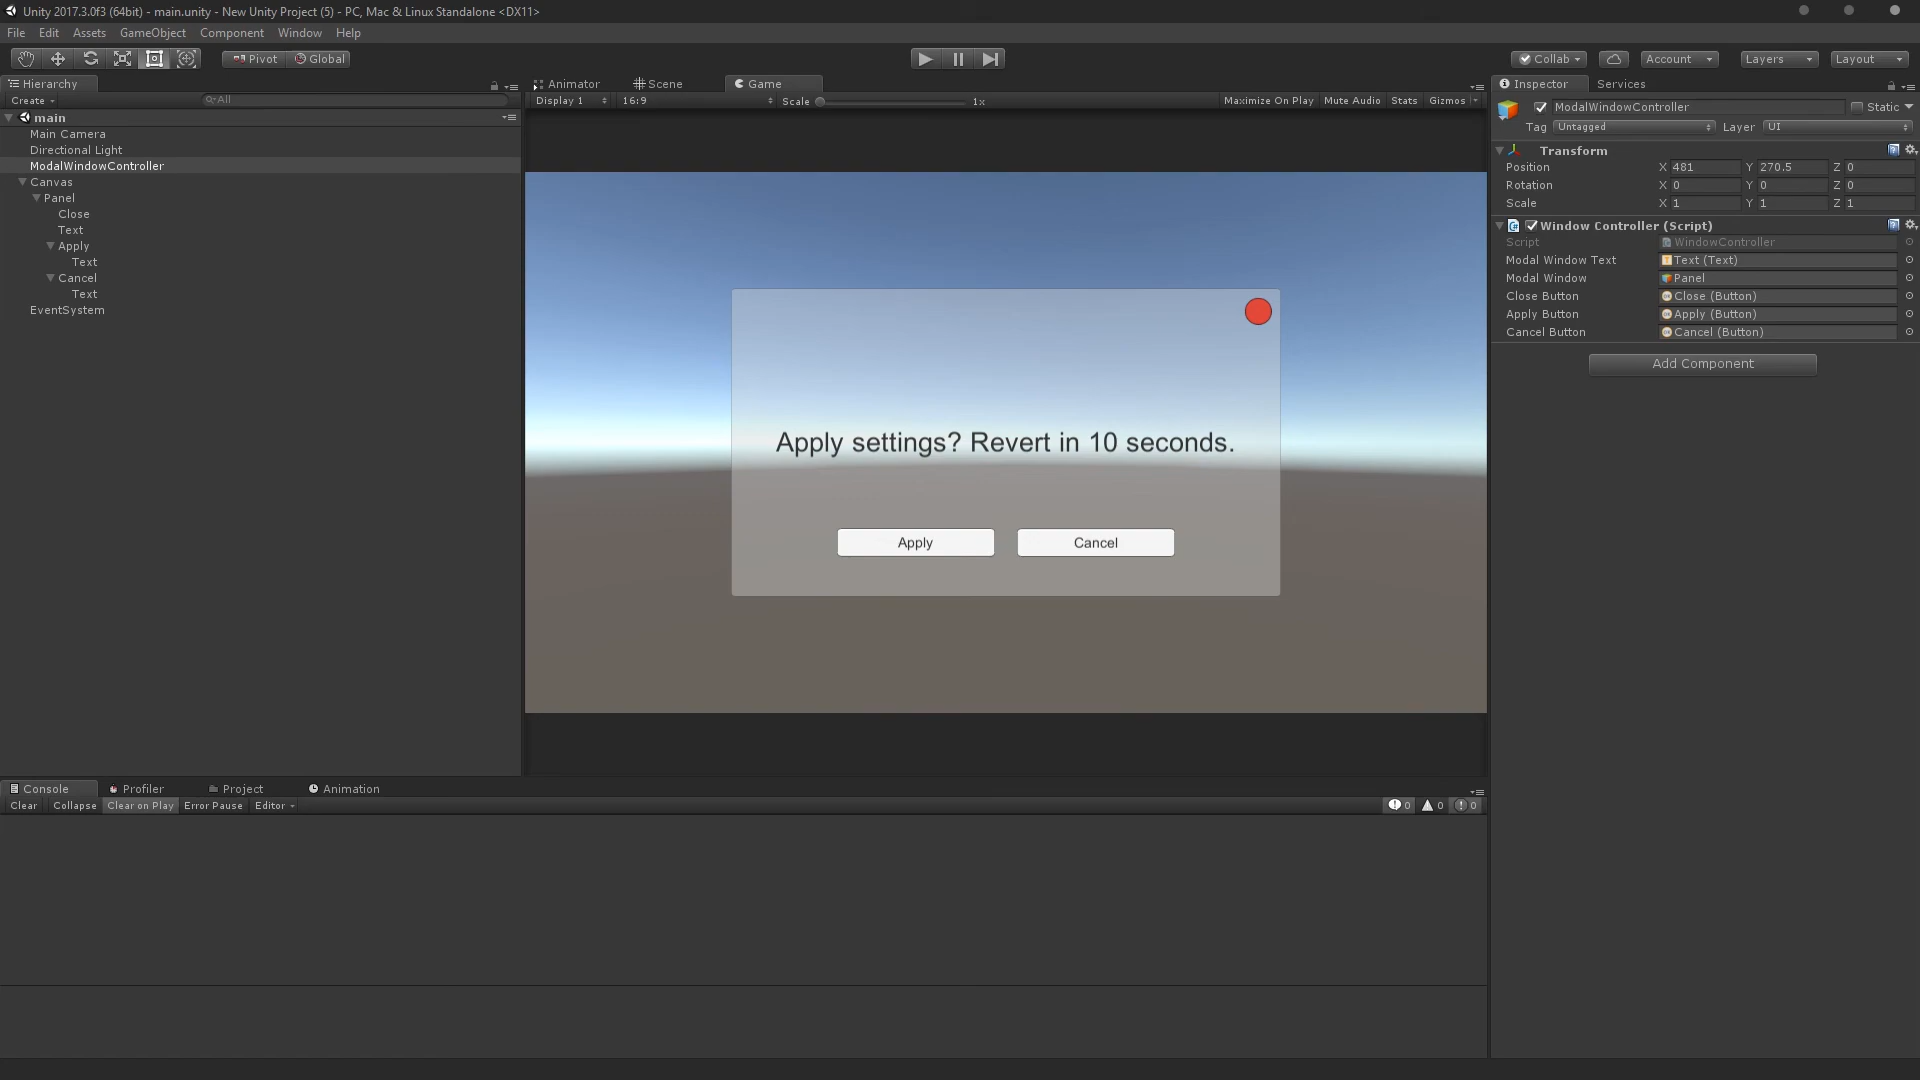 Unity 2017.3.0f3 (64bit) - main.unity - New Unity Project (5) - PC, Mac & Linux Standalone <DX11>
File Edit Assets GameObject Component Window Help
Pivot Global Collab Account Layers Layout
Hierarchy
Create All
main
Main Camera
Directional Light
ModalWindowController
Canvas
Panel
Close
Text
Apply
Text
Cancel
Text
EventSystem
Animator Scene Game
Display 1 16:9 Scale 1x Maximize On Play Mute Audio Stats Gizmos
Apply settings? Revert in 10 seconds.
Apply Cancel
Console Profiler Project Animation
Clear Collapse Clear on Play Error Pause Editor 0 0 0
Inspector Services
ModalWindowController Static
Tag Untagged Layer UI
Transform
Position X 481 Y 270.5 Z 0
Rotation X 0 Y 0 Z 0
Scale X 1 Y 1 Z 1
Window Controller (Script)
Script WindowController
Modal Window Text Text (Text)
Modal Window Panel
Close Button Close (Button)
Apply Button Apply (Button)
Cancel Button Cancel (Button)
Add Component